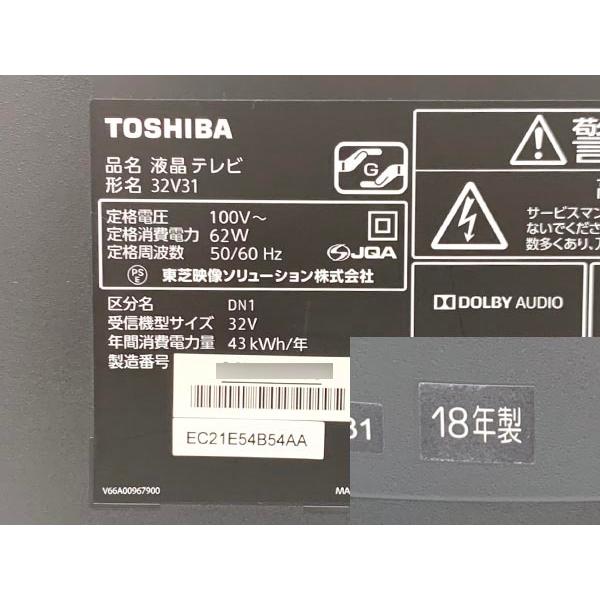 TOSHIBA
品名 液晶テレビ
形名 32V31
G
定格電圧 100V~
定格消費電力 62W
定格周波数 50/60 Hz
JQA
PS
E
東芝映像ソリューション株式会社
区分名 DN1
受信機型サイズ 32V
年間消費電力量 43kWh/年
製造番号
EC21E54B54AA
V66A00967900
MA
警
サービスマン
ないでくださ
数多くあり、
DOLBY AUDIO
31
18年製